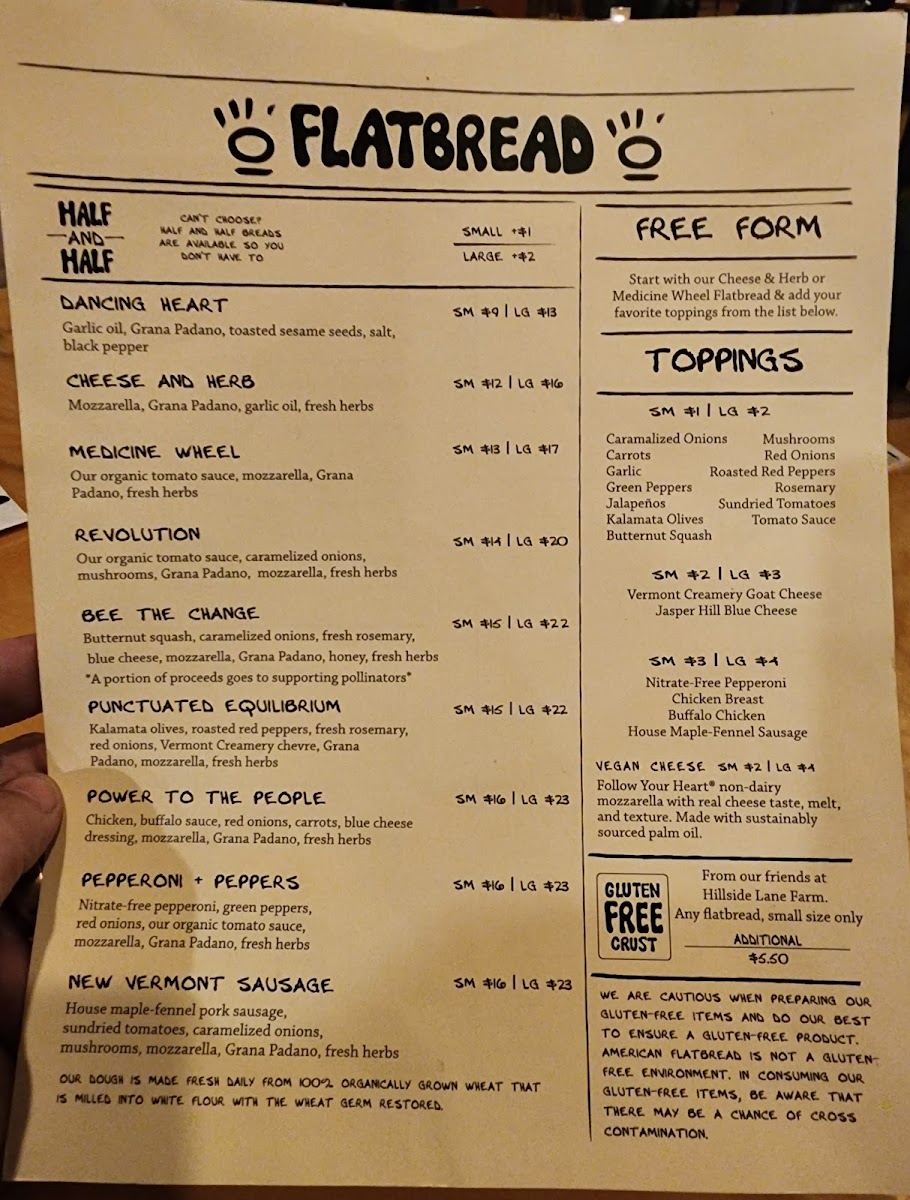 FLATBREAD
HALF
AND
HALF
CAN'T CHOOSE?
HALF AND HALF BREADS
ARE AVAILABLE SO YOU
DON'T HAVE TO
SMALL +$1
LARGE +$2
DANCING HEART SM $9 | LG $13
Garlic oil, Grana Padano, toasted sesame seeds, salt,
black pepper
CHEESE AND HERB SM $12 | LG $16
Mozzarella, Grana Padano, garlic oil, fresh herbs
MEDICINE WHEEL SM $13 | LG $17
Our organic tomato sauce, mozzarella, Grana
Padano, fresh herbs
REVOLUTION SM $14 | LG $20
Our organic tomato sauce, caramelized onions,
mushrooms, Grana Padano, mozzarella, fresh herbs
BEE THE CHANGE SM $15 | LG $22
Butternut squash, caramelized onions, fresh rosemary,
blue cheese, mozzarella, Grana Padano, honey, fresh herbs
*A portion of proceeds goes to supporting pollinators*
PUNCTUATED EQUILIBRIUM SM $15 | LG $22
Kalamata olives, roasted red peppers, fresh rosemary,
red onions, Vermont Creamery chevre, Grana
Padano, mozzarella, fresh herbs
POWER TO THE PEOPLE SM $16 | LG $23
Chicken, buffalo sauce, red onions, carrots, blue cheese
dressing, mozzarella, Grana Padano, fresh herbs
PEPPERONI + PEPPERS SM $16 | LG $23
Nitrate-free pepperoni, green peppers,
red onions, our organic tomato sauce,
mozzarella, Grana Padano, fresh herbs
NEW VERMONT SAUSAGE SM $16 | LG $23
House maple-fennel pork sausage,
sundried tomatoes, caramelized onions,
mushrooms, mozzarella, Grana Padano, fresh herbs
OUR DOUGH IS MADE FRESH DAILY FROM 100% ORGANICALLY GROWN WHEAT THAT
IS MILLED INTO WHITE FLOUR WITH THE WHEAT GERM RESTORED.
FREE FORM
Start with our Cheese & Herb or
Medicine Wheel Flatbread & add your
favorite toppings from the list below.
TOPPINGS
SM $1 | LG $2
Caramalized Onions Mushrooms
Carrots Red Onions
Garlic Roasted Red Peppers
Green Peppers Rosemary
Jalapeños Sundried Tomatoes
Kalamata Olives Tomato Sauce
Butternut Squash
SM $2 | LG $3
Vermont Creamery Goat Cheese
Jasper Hill Blue Cheese
SM $3 | LG $4
Nitrate-Free Pepperoni
Chicken Breast
Buffalo Chicken
House Maple-Fennel Sausage
VEGAN CHEESE SM $2 | LG $4
Follow Your Heart® non-dairy
mozzarella with real cheese taste, melt,
and texture. Made with sustainably
sourced palm oil.
GLUTEN
FREE
CRUST
From our friends at
Hillside Lane Farm.
Any flatbread, small size only
ADDITIONAL
$5.50
WE ARE CAUTIOUS WHEN PREPARING OUR
GLUTEN-FREE ITEMS AND DO OUR BEST
TO ENSURE A GLUTEN-FREE PRODUCT.
AMERICAN FLATBREAD IS NOT A GLUTEN-
FREE ENVIRONMENT. IN CONSUMING OUR
GLUTEN-FREE ITEMS, BE AWARE THAT
THERE MAY BE A CHANCE OF CROSS
CONTAMINATION.